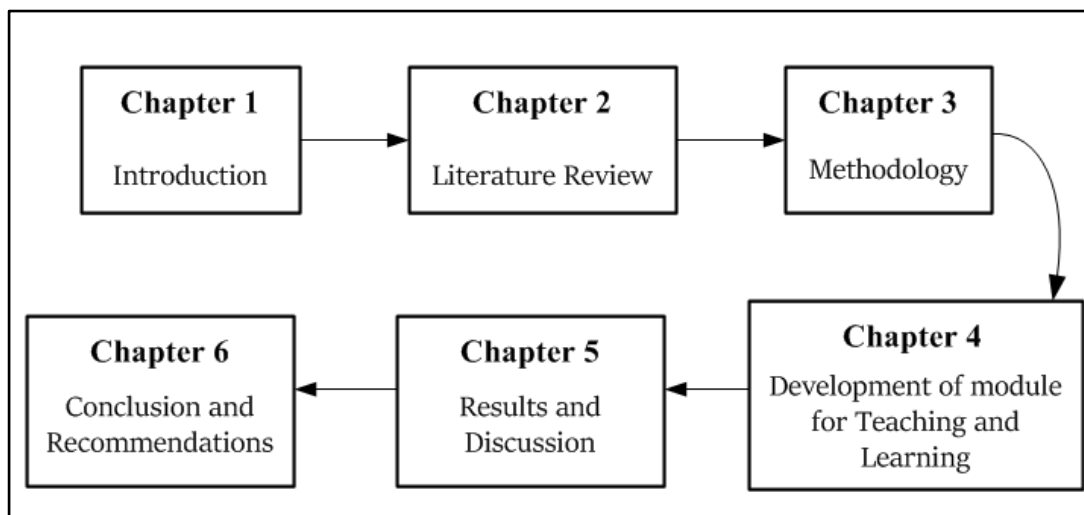 Chapter 1
Introduction
Chapter 2
Literature Review
Chapter 3
Methodology
Chapter 4
Development of module
for Teaching and
Learning
Chapter 5
Results and
Discussion
Chapter 6
Conclusion and
Recommendations